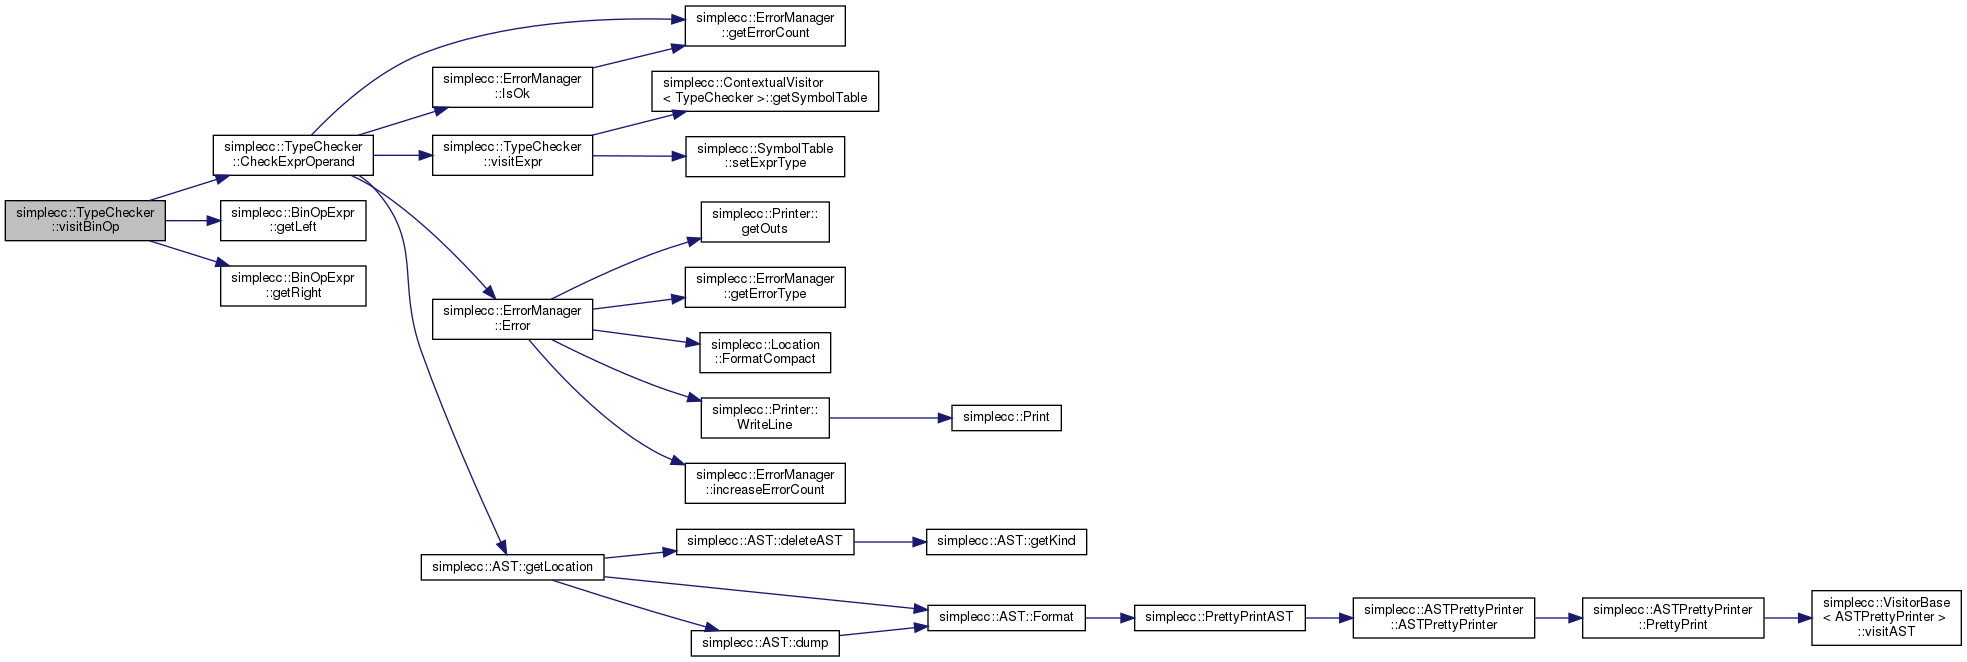 simplecc::TypeChecker
::visitBinOp
simplecc::TypeChecker
::CheckExprOperand
simplecc::BinOpExpr
::getLeft
simplecc::BinOpExpr
::getRight
simplecc::ErrorManager
::getErrorCount
simplecc::ErrorManager
::IsOk
simplecc::ContextualVisitor
< TypeChecker >::getSymbolTable
simplecc::TypeChecker
::visitExpr
simplecc::SymbolTable
::setExprType
simplecc::Printer::
getOuts
simplecc::ErrorManager
::getErrorType
simplecc::ErrorManager
::Error
simplecc::Location
::FormatCompact
simplecc::Printer::
WriteLine
simplecc::Print
simplecc::ErrorManager
::increaseErrorCount
simplecc::AST::getLocation
simplecc::AST::deleteAST
simplecc::AST::getKind
simplecc::AST::Format
simplecc::AST::dump
simplecc::PrettyPrintAST
simplecc::ASTPrettyPrinter
::ASTPrettyPrinter
simplecc::ASTPrettyPrinter
::PrettyPrint
simplecc::VisitorBase
< ASTPrettyPrinter >
::visitAST